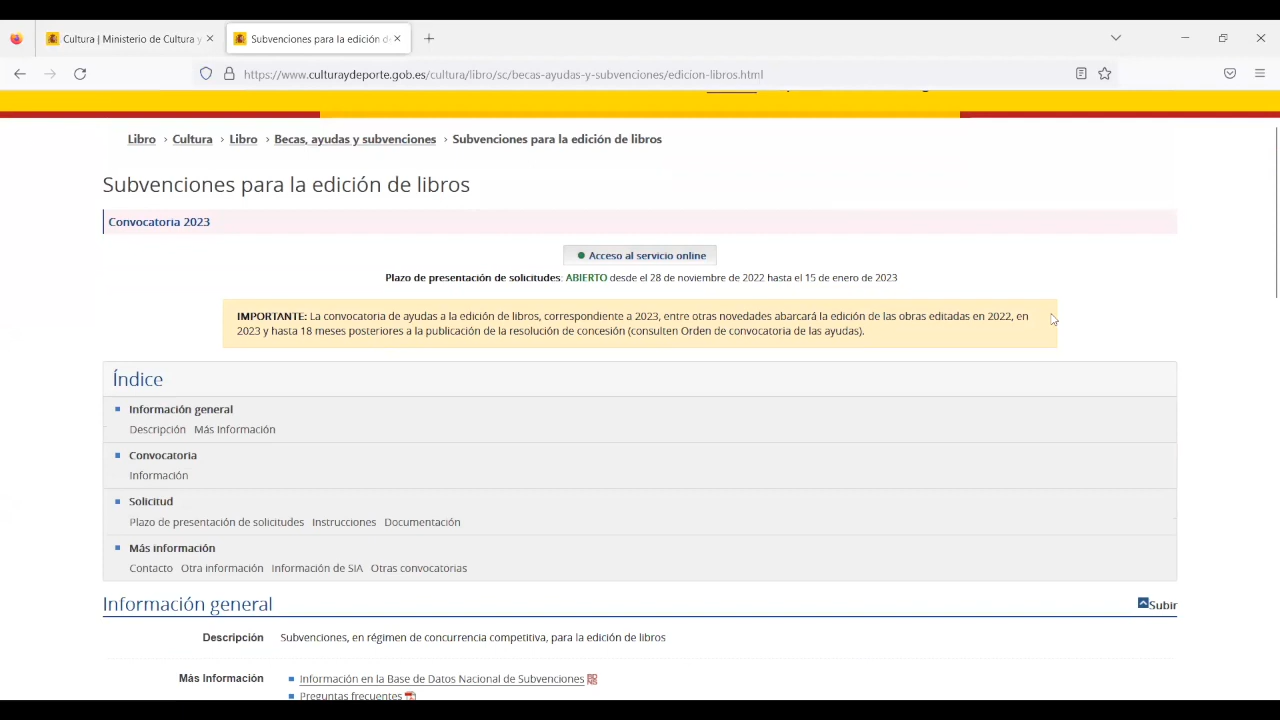 Cultura | Ministerio de Cultura y
Subvenciones para la edición d
https://www.culturaydeporte.gob.es/cultura/libro/sc/becas-ayudas-y-subvenciones/edicion-libros.html
Libro › Cultura › Libro › Becas, ayudas y subvenciones › Subvenciones para la edición de libros
Subvenciones para la edición de libros
Convocatoria 2023
Acceso al servicio online
Plazo de presentación de solicitudes: ABIERTO desde el 28 de noviembre de 2022 hasta el 15 de enero de 2023
IMPORTANTE: La convocatoria de ayudas a la edición de libros, correspondiente a 2023, entre otras novedades abarcará la edición de las obras editadas en 2022, en
2023 y hasta 18 meses posteriores a la publicación de la resolución de concesión (consulten Orden de convocatoria de las ayudas).
Índice
Información general
Descripción Más Información
Convocatoria
Información
Solicitud
Plazo de presentación de solicitudes Instrucciones Documentación
Más información
Contacto Otra información Información de SIA Otras convocatorias
Información general
Subir
Descripción Subvenciones, en régimen de concurrencia competitiva, para la edición de libros
Más Información Información en la Base de Datos Nacional de Subvenciones
Preguntas frecuentes